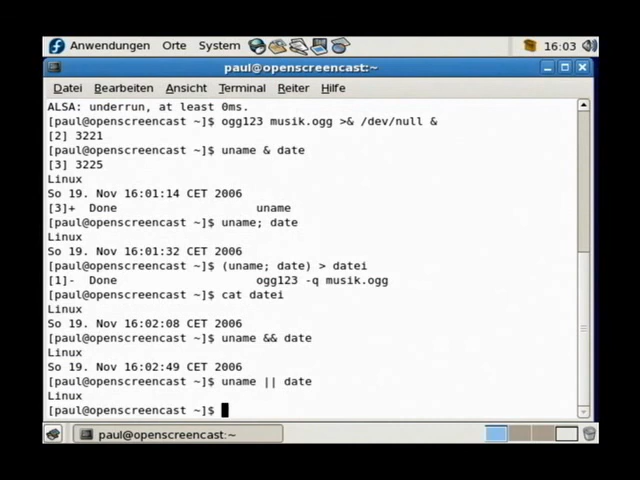 Anwendungen Orte System 16:03
paul@openscreencast:~
Datei Bearbeiten Ansicht Terminal Reiter Hilfe
ALSA: underrun, at least 0ms.
[paul@openscreencast ~]$ ogg123 musik.ogg >& /dev/null &
[2] 3221
[paul@openscreencast ~]$ uname & date
[3] 3225
Linux
So 19. Nov 16:01:14 CET 2006
[3]+  Done                    uname
[paul@openscreencast ~]$ uname; date
Linux
So 19. Nov 16:01:32 CET 2006
[paul@openscreencast ~]$ (uname; date) > datei
[1]-  Done                    ogg123 -q musik.ogg
[paul@openscreencast ~]$ cat datei
Linux
So 19. Nov 16:02:08 CET 2006
[paul@openscreencast ~]$ uname && date
Linux
So 19. Nov 16:02:49 CET 2006
[paul@openscreencast ~]$ uname || date
Linux
[paul@openscreencast ~]$
paul@openscreencast:~